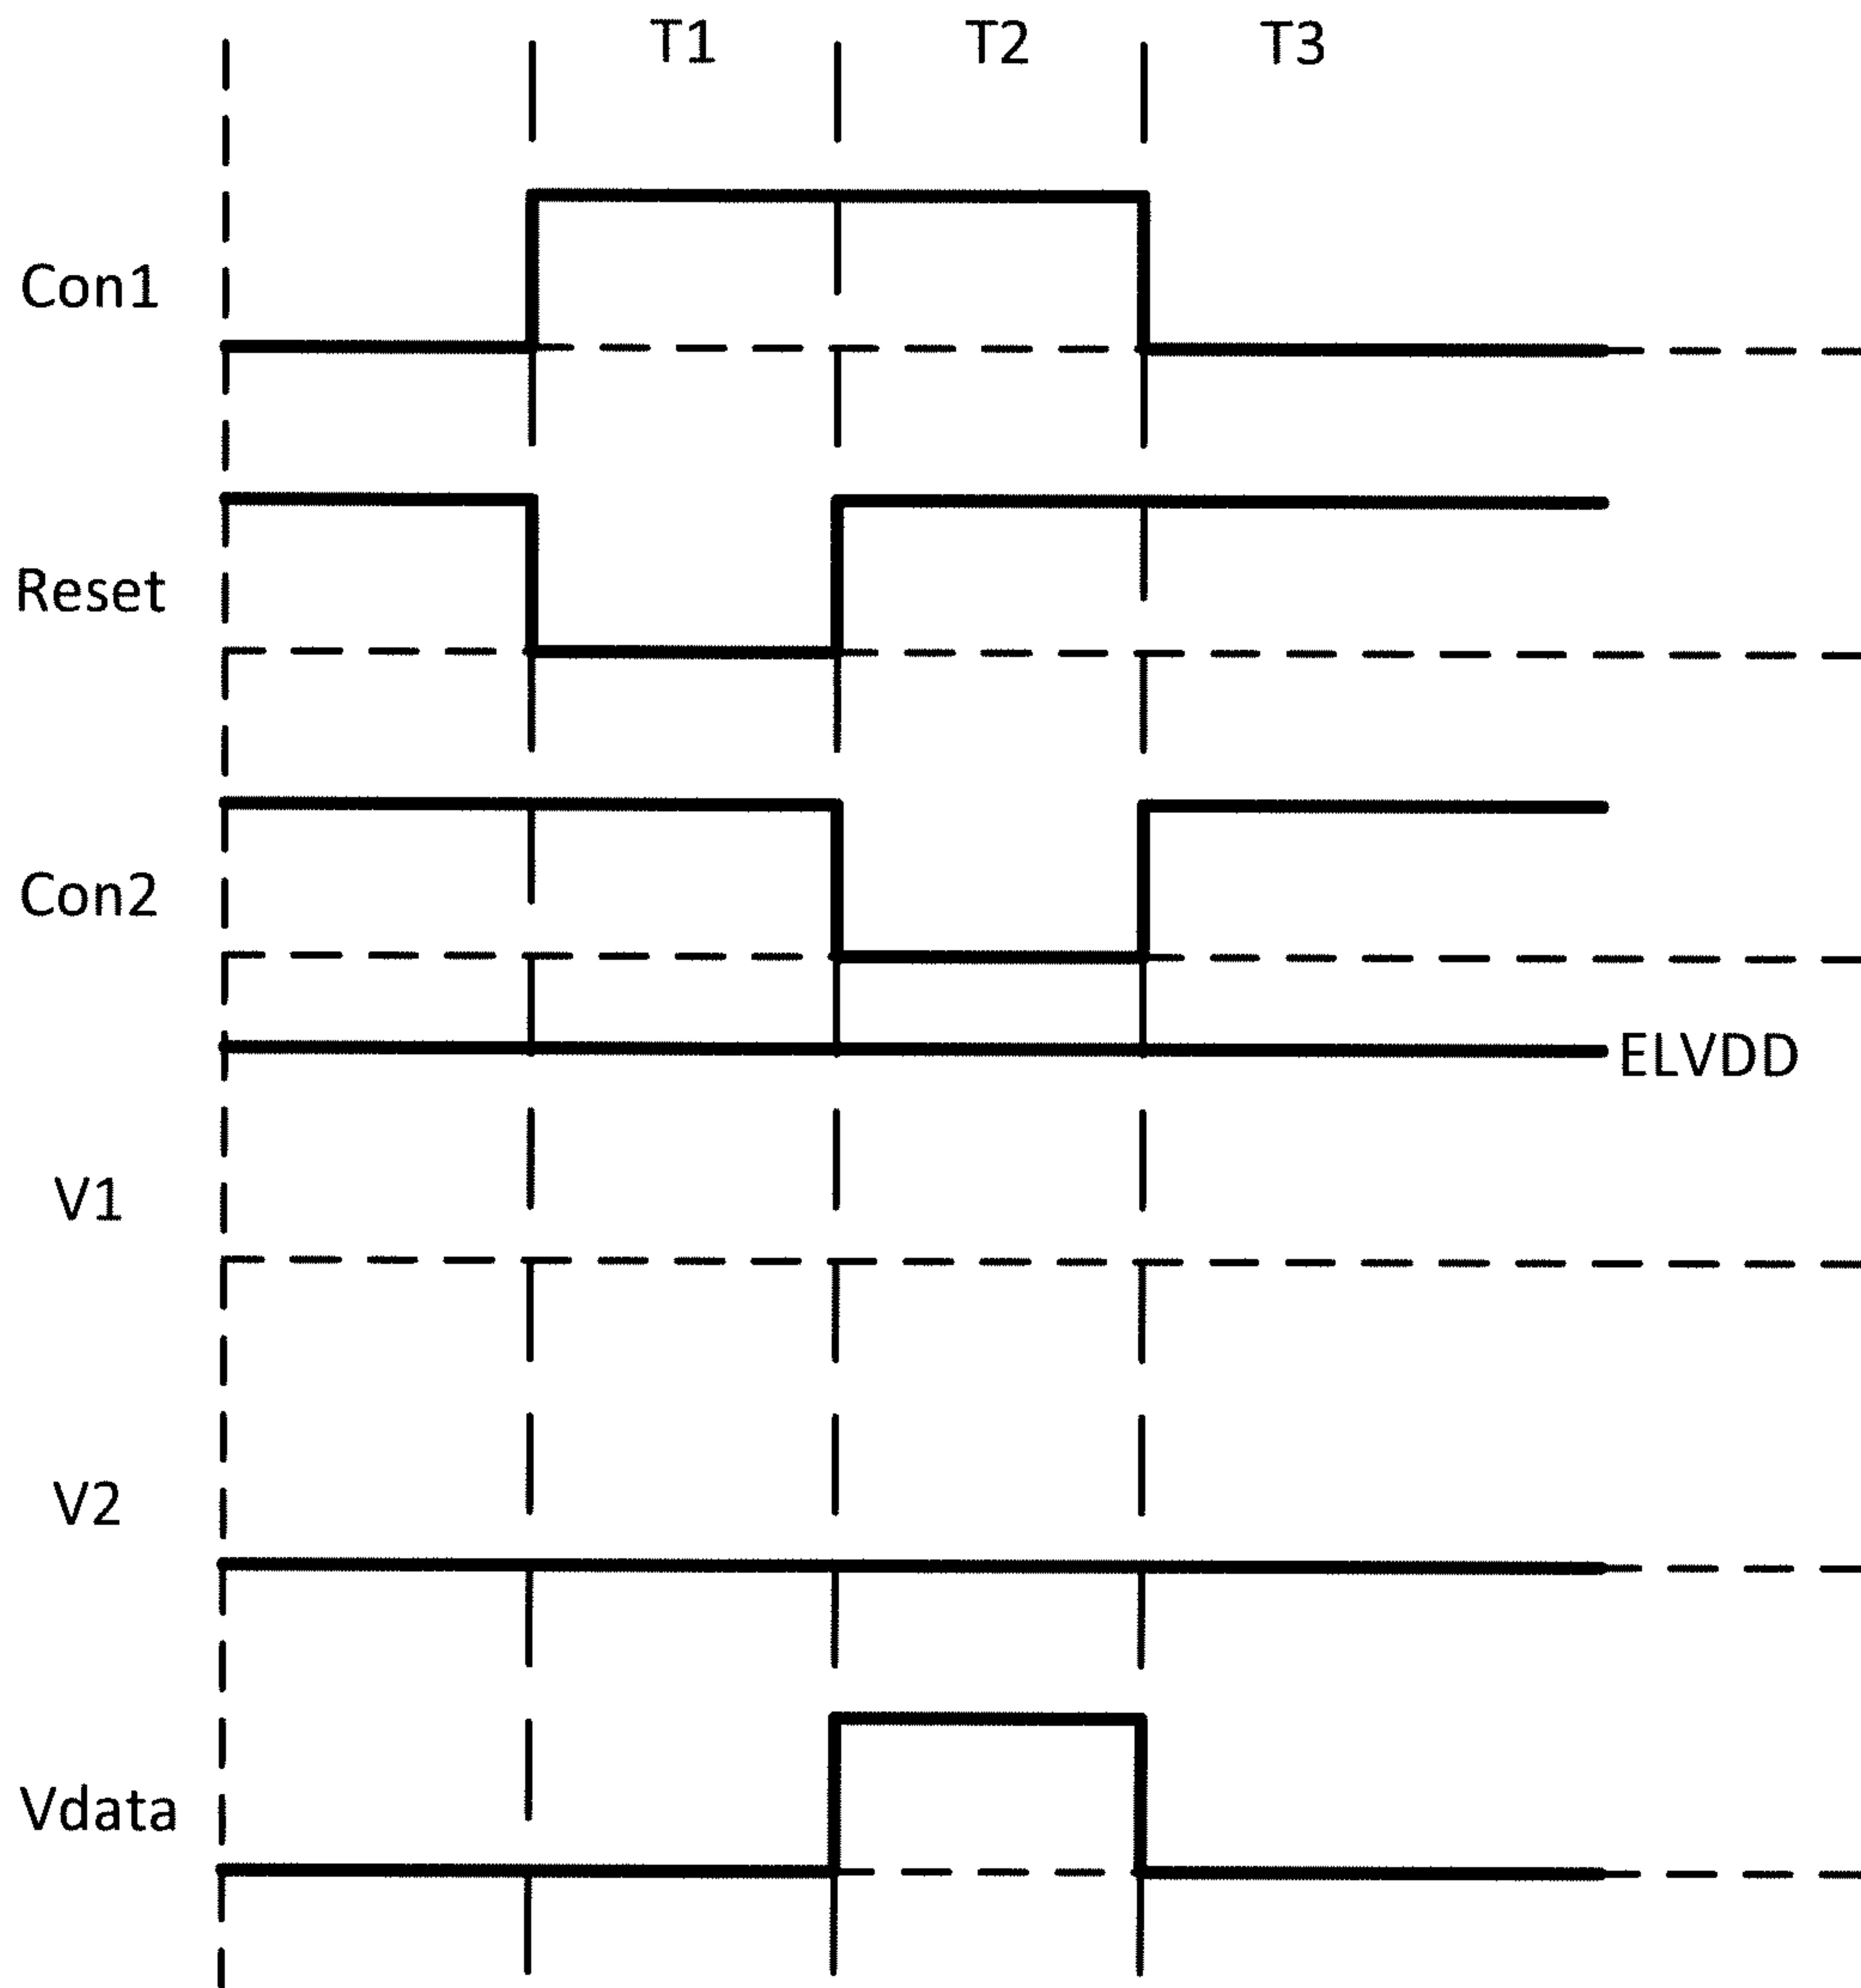 T1 T2 T3
Con1
Reset
Con2
ELVDD
V1
V2
Vdata